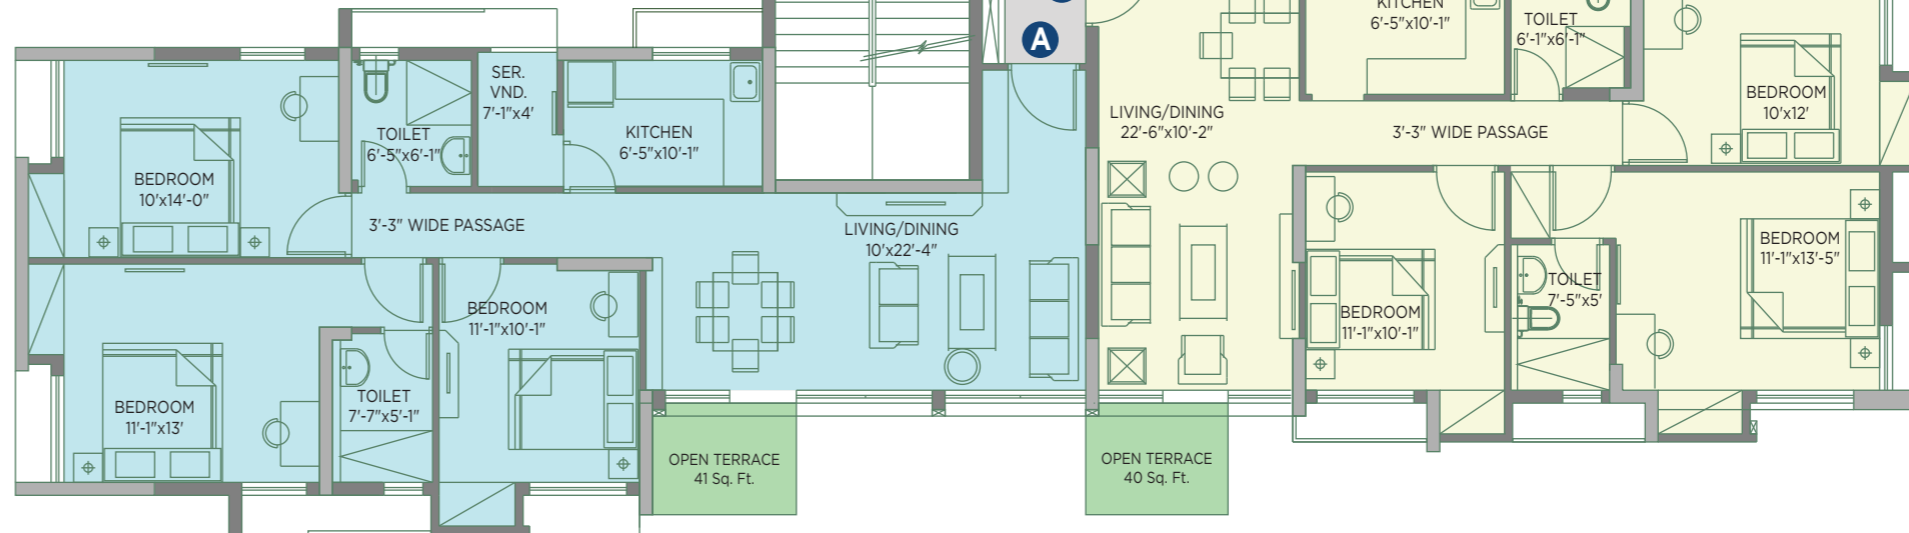 A
KITCHEN
6'-5"x10'-1"
TOILET
6'-1"x6'-1"
SER.
VND.
7'-1"x4'
BEDROOM
10'x12'
LIVING/DINING
22'-6"x10'-2"
3'-3" WIDE PASSAGE
TOILET
6'-5"x6'-1"
KITCHEN
6'-5"x10'-1"
BEDROOM
10'x14'-0"
3'-3" WIDE PASSAGE
LIVING/DINING
10'x22'-4"
BEDROOM
11'-1"x13'-5"
TOILET
7'-5"x5'
BEDROOM
11'-1"x10'-1"
BEDROOM
11'-1"x10'-1"
TOILET
7'-7"x5'-1"
BEDROOM
11'-1"x13'
OPEN TERRACE
41 Sq. Ft.
OPEN TERRACE
40 Sq. Ft.